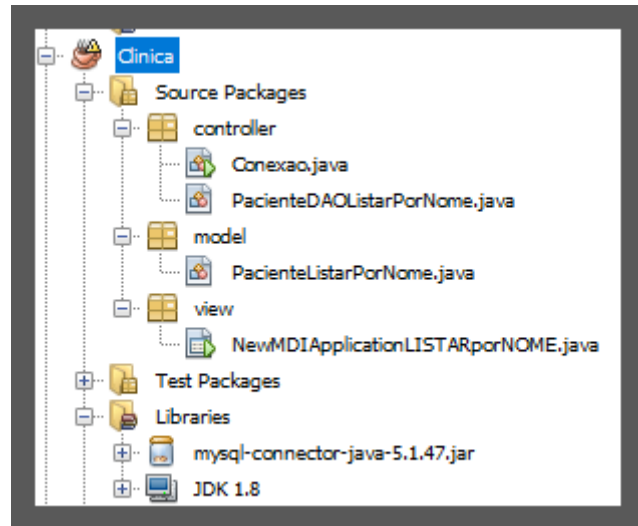 Clinica
Source Packages
controller
Conexao.java
PacienteDAOListarPorNome.java
model
PacienteListarPorNome.java
view
NewMDIApplicationLISTARporNOME.java
Test Packages
Libraries
mysql-connector-java-5.1.47.jar
JDK 1.8